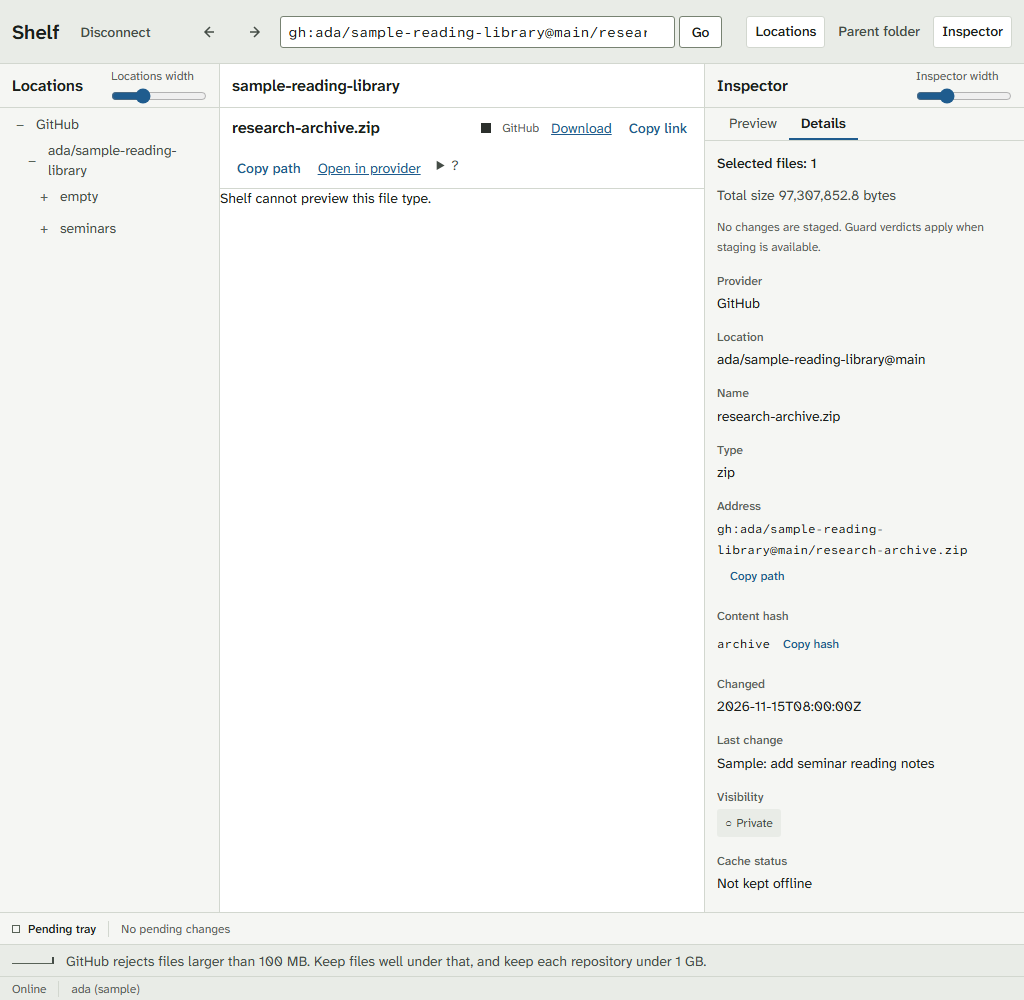 Shelf
Disconnect
←
→
gh:ada/sample-reading-library@main/resear
Go
Locations
Parent folder
Inspector
Locations
Locations width
− GitHub
− ada/sample-reading-
library
+ empty
+ seminars
sample-reading-library
research-archive.zip
GitHub
Download
Copy link
Copy path
Open in provider
?
Shelf cannot preview this file type.
Inspector
Inspector width
Preview
Details
Selected files: 1
Total size 97,307,852.8 bytes
No changes are staged. Guard verdicts apply when
staging is available.
Provider
GitHub
Location
ada/sample-reading-library@main
Name
research-archive.zip
Type
zip
Address
gh:ada/sample-reading-
library@main/research-archive.zip
Copy path
Content hash
archive
Copy hash
Changed
2026-11-15T08:00:00Z
Last change
Sample: add seminar reading notes
Visibility
○ Private
Cache status
Not kept offline
Pending tray
No pending changes
GitHub rejects files larger than 100 MB. Keep files well under that, and keep each repository under 1 GB.
Online
ada (sample)